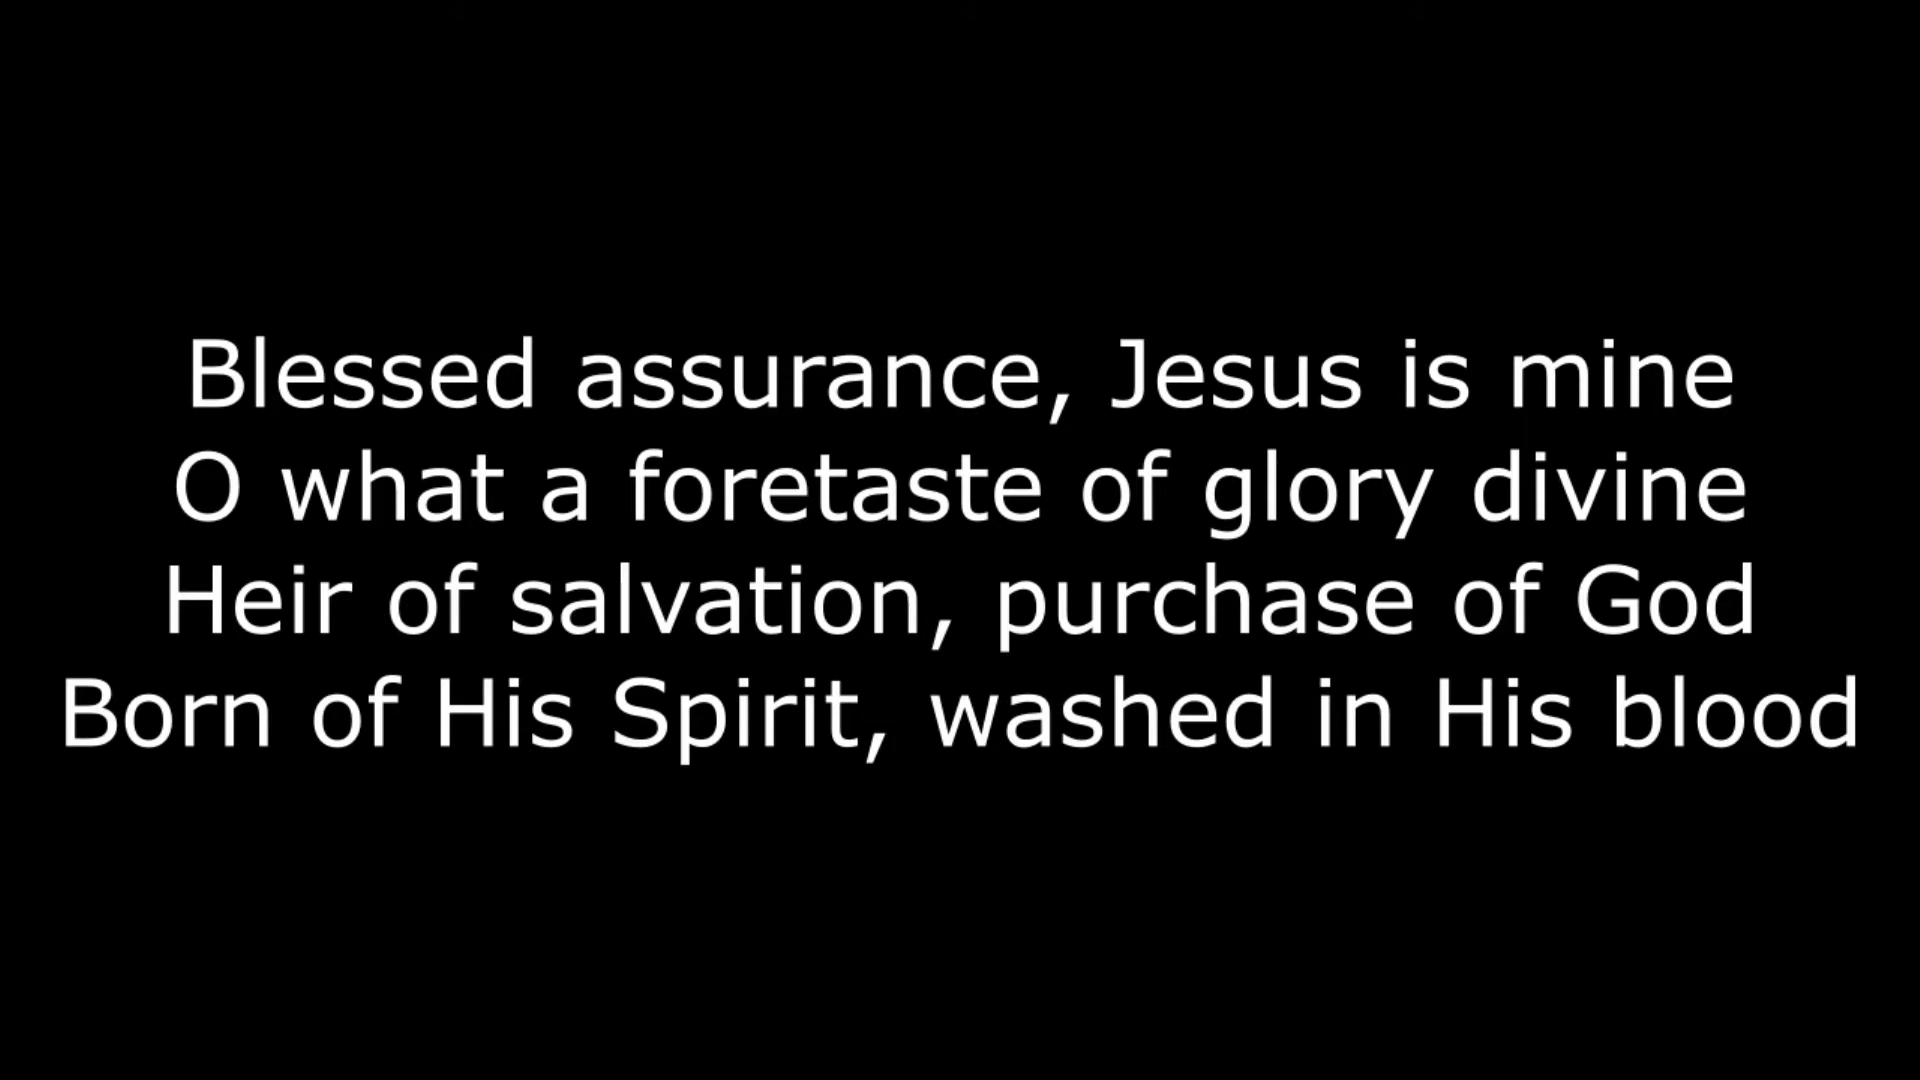 Blessed assurance, Jesus is mine
O what a foretaste of glory divine
Heir of salvation, purchase of God
Born of His Spirit, washed in His blood